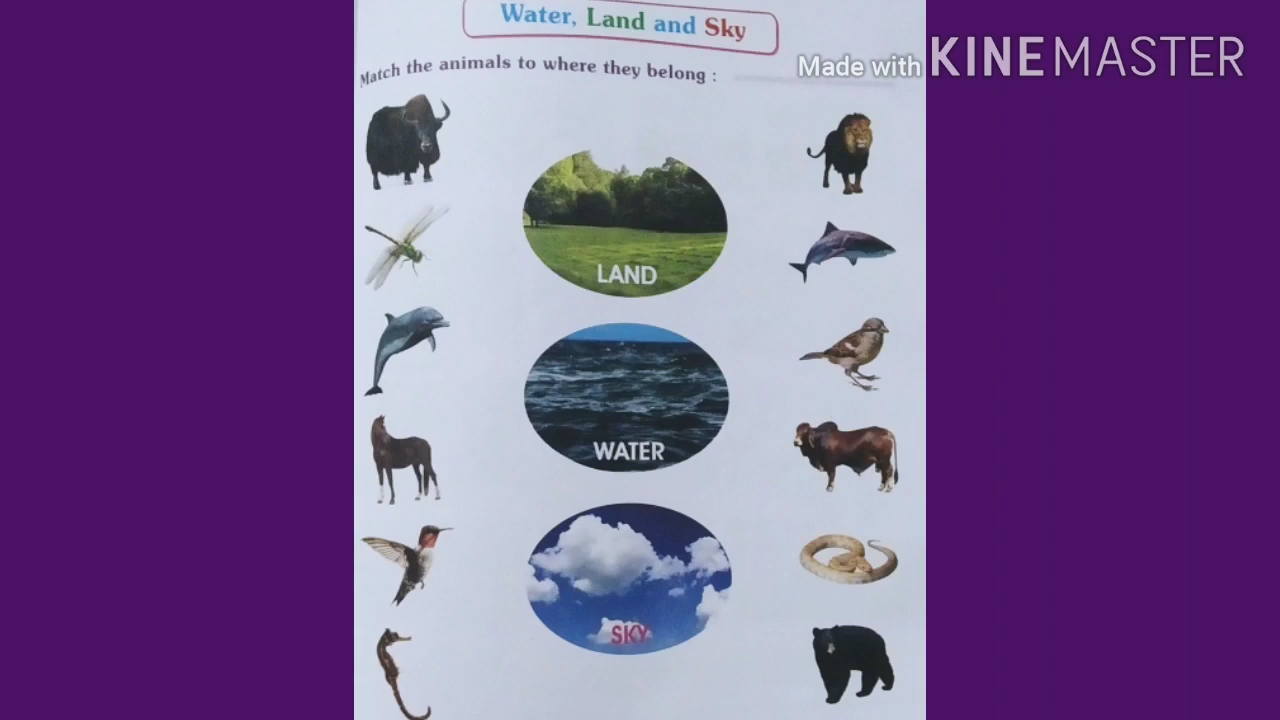 Water, Land and Sky
Made with KINEMASTER
Match the animals to where they belong :
LAND
WATER
SKY